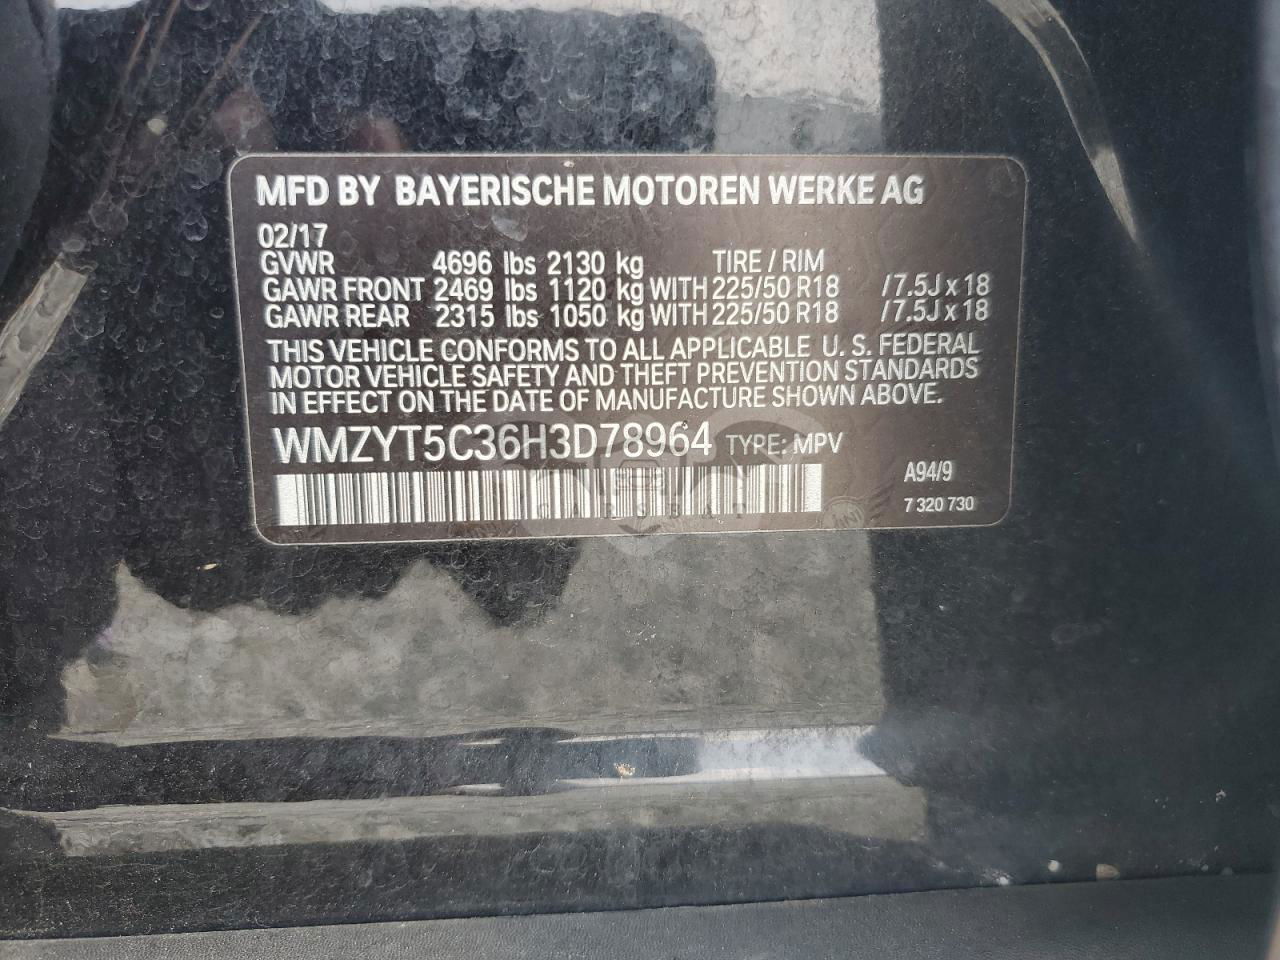 MFD BY BAYERISCHE MOTOREN WERKE AG
02/17
GVWR 4696 lbs 2130 kg TIRE / RIM
GAWR FRONT 2469 lbs 1120 kg WITH 225/50 R18 /7.5J x 18
GAWR REAR 2315 lbs 1050 kg WITH 225/50 R18 /7.5J x 18
THIS VEHICLE CONFORMS TO ALL APPLICABLE U. S. FEDERAL
MOTOR VEHICLE SAFETY AND THEFT PREVENTION STANDARDS
IN EFFECT ON THE DATE OF MANUFACTURE SHOWN ABOVE.
WMZYT5C36H3D78964 TYPE: MPV
A94/9
7 320 730